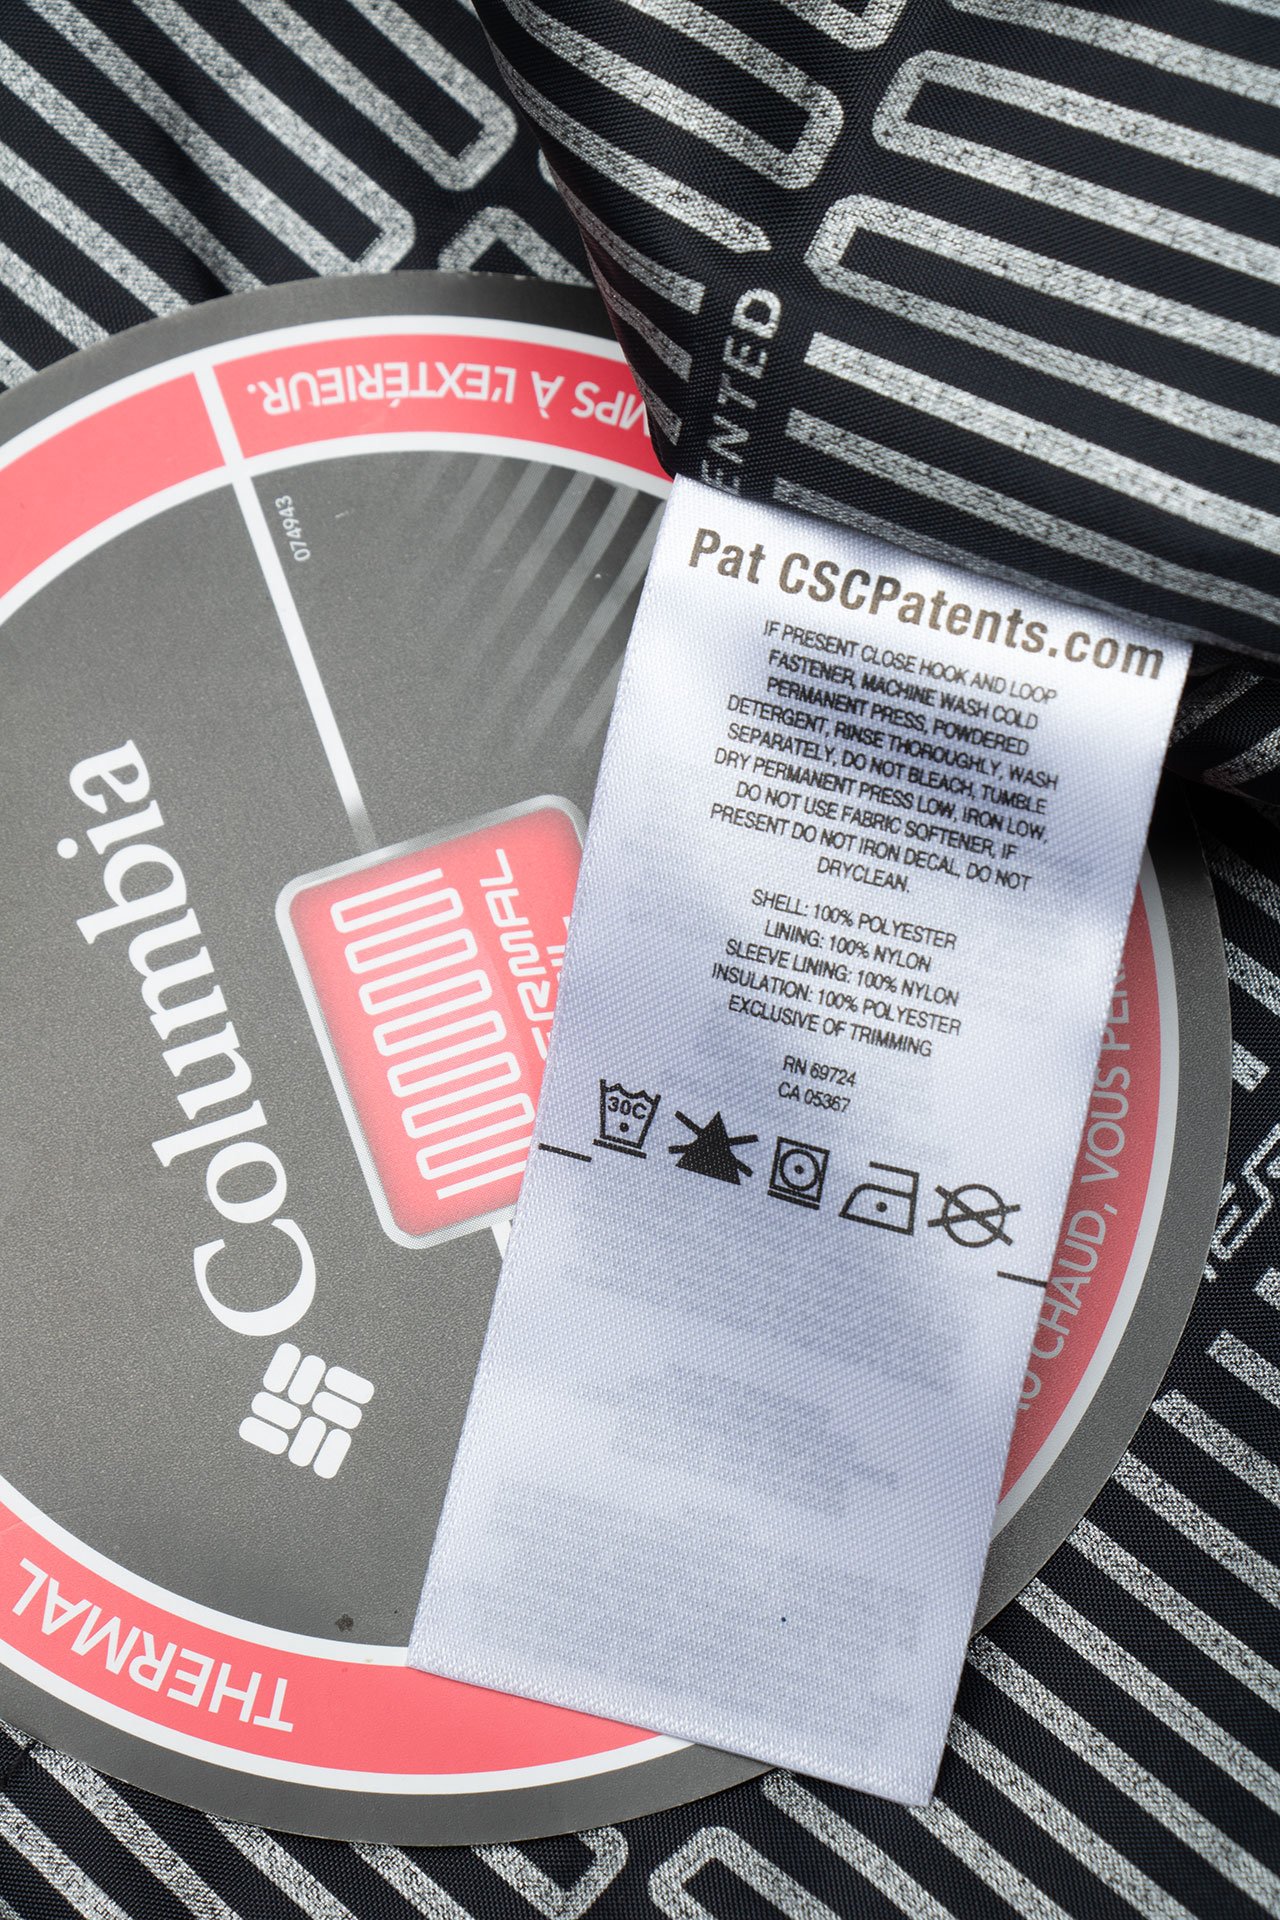 ENTED
MPS À L'EXTÉRIEUR.
074943
Columbia
THERMAL
CHAUD, VOUS
Pat CSCPatents.com
IF PRESENT CLOSE HOOK AND LOOP
FASTENER, MACHINE WASH COLD
PERMANENT PRESS, POWDERED
DETERGENT, RINSE THOROUGHLY, WASH
SEPARATELY, DO NOT BLEACH, TUMBLE
DRY PERMANENT PRESS LOW, IRON LOW,
DO NOT USE FABRIC SOFTENER, IF
PRESENT DO NOT IRON DECAL, DO NOT
DRYCLEAN.
SHELL: 100% POLYESTER
LINING: 100% NYLON
SLEEVE LINING: 100% NYLON
INSULATION: 100% POLYESTER
EXCLUSIVE OF TRIMMING
RN 69724
CA 05367
30C